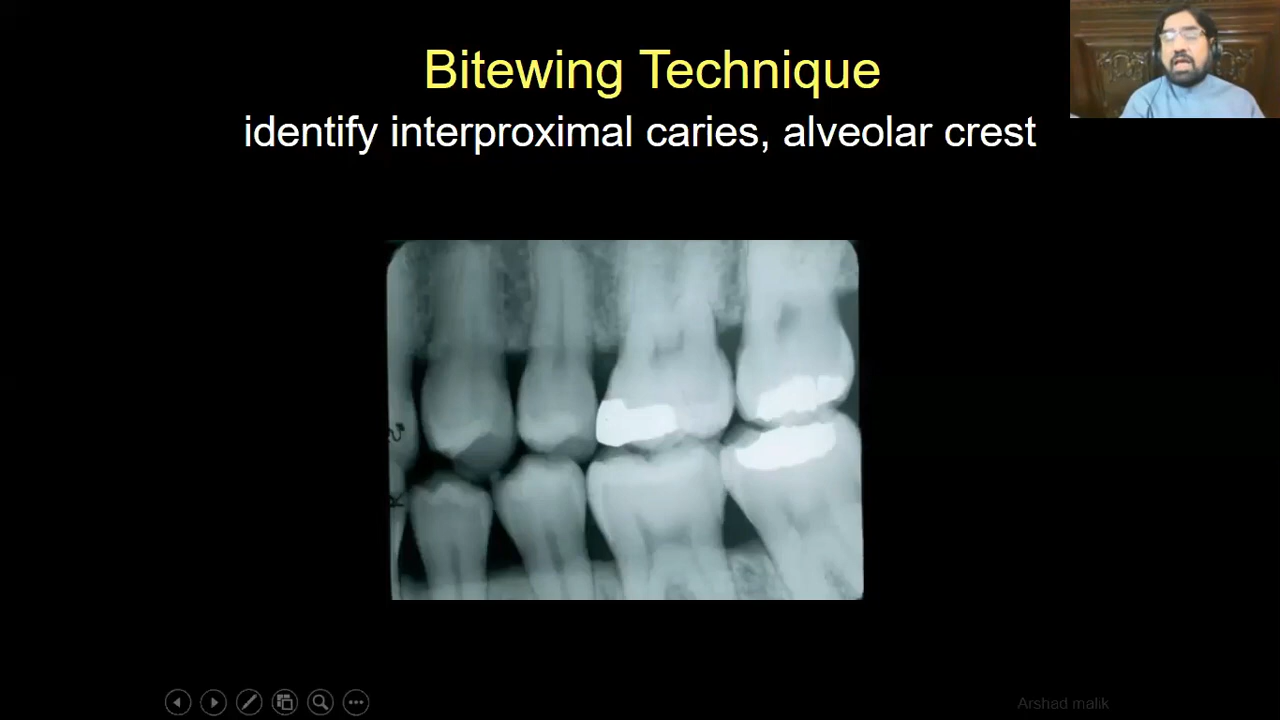 Bitewing Technique
identify interproximal caries, alveolar crest
Arshad malik